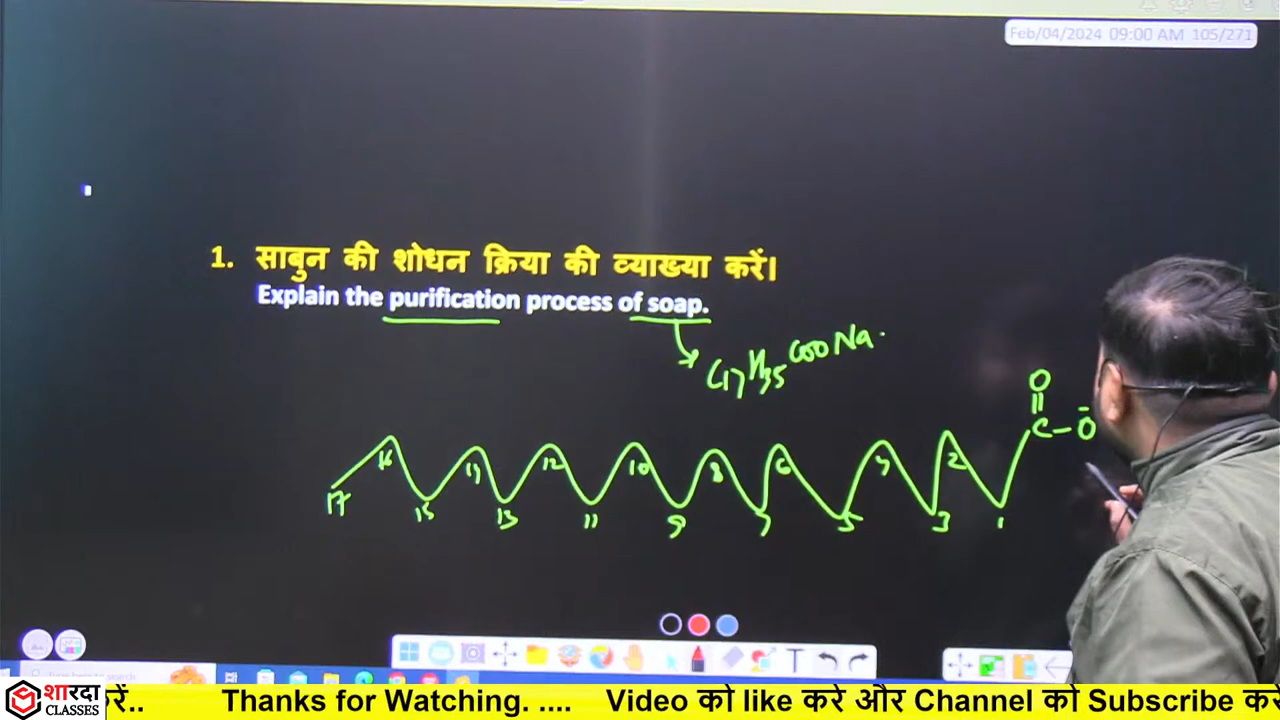 Feb/04/2024 09:00 AM 105/271
1. साबुन की शोधन क्रिया की व्याख्या करें।
Explain the purification process of soap.
C17H35COONa
O
C-O-
17 16 15 13 12 11 10 9 8 7 6 5 3 2 1
शारदा
CLASSES
रें.. Thanks for Watching. .... Video को like करे और Channel को Subscribe करे